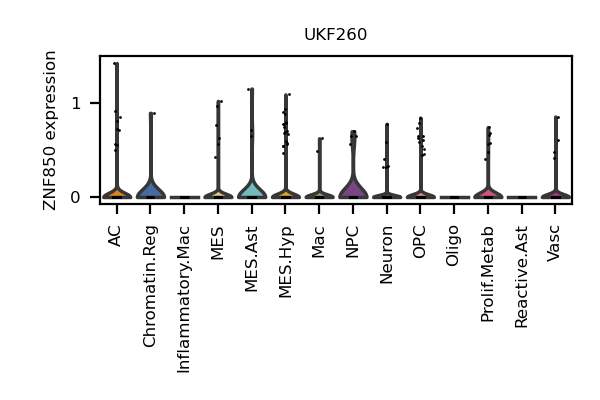 UKF260
ZNF850 expression
1
0
AC
Chromatin.Reg
Inflammatory.Mac
MES
MES.Ast
MES.Hyp
Mac
NPC
Neuron
OPC
Oligo
Prolif.Metab
Reactive.Ast
Vasc